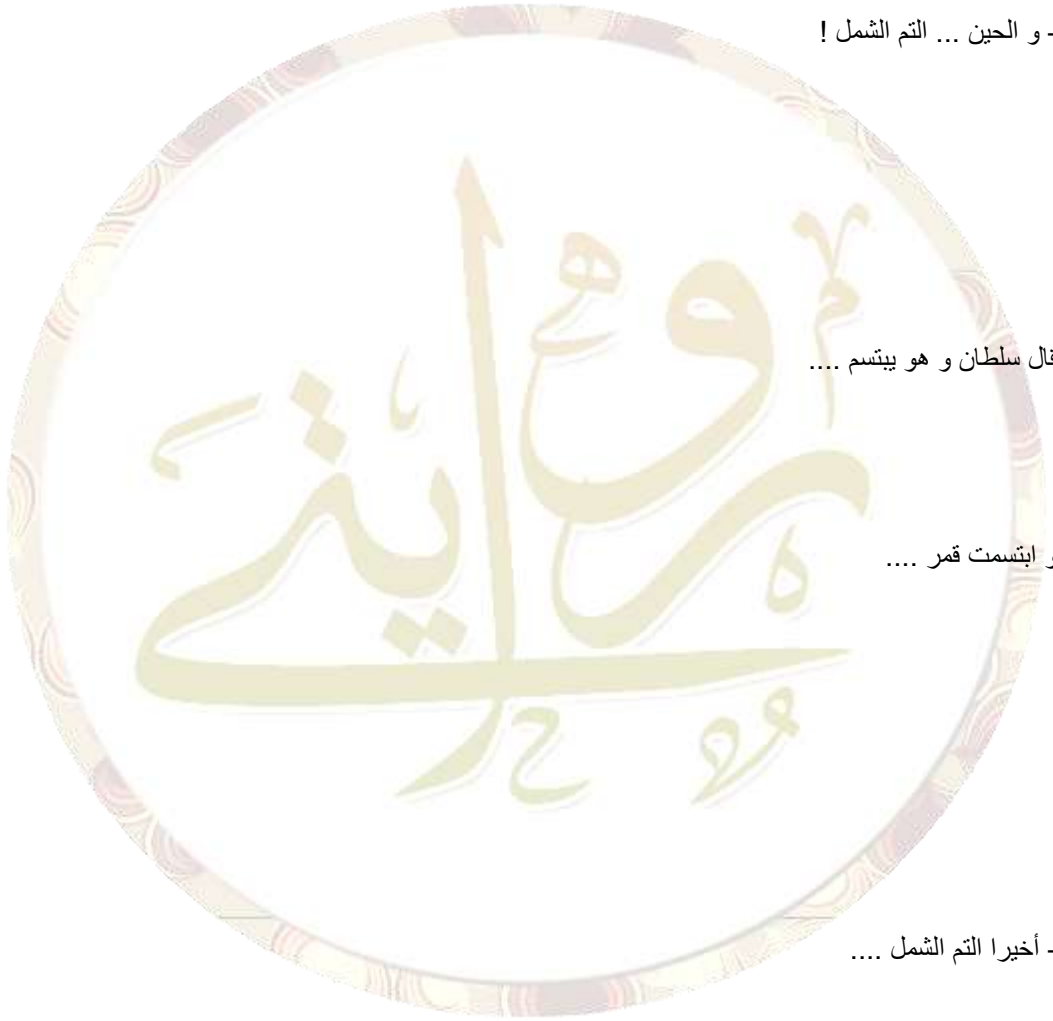 - و الحين ... التم الشمل !
قال سلطان و هو يبتسم ....
و ابتسمت قمر ....
- أخيرا التم الشمل ....
روايتي